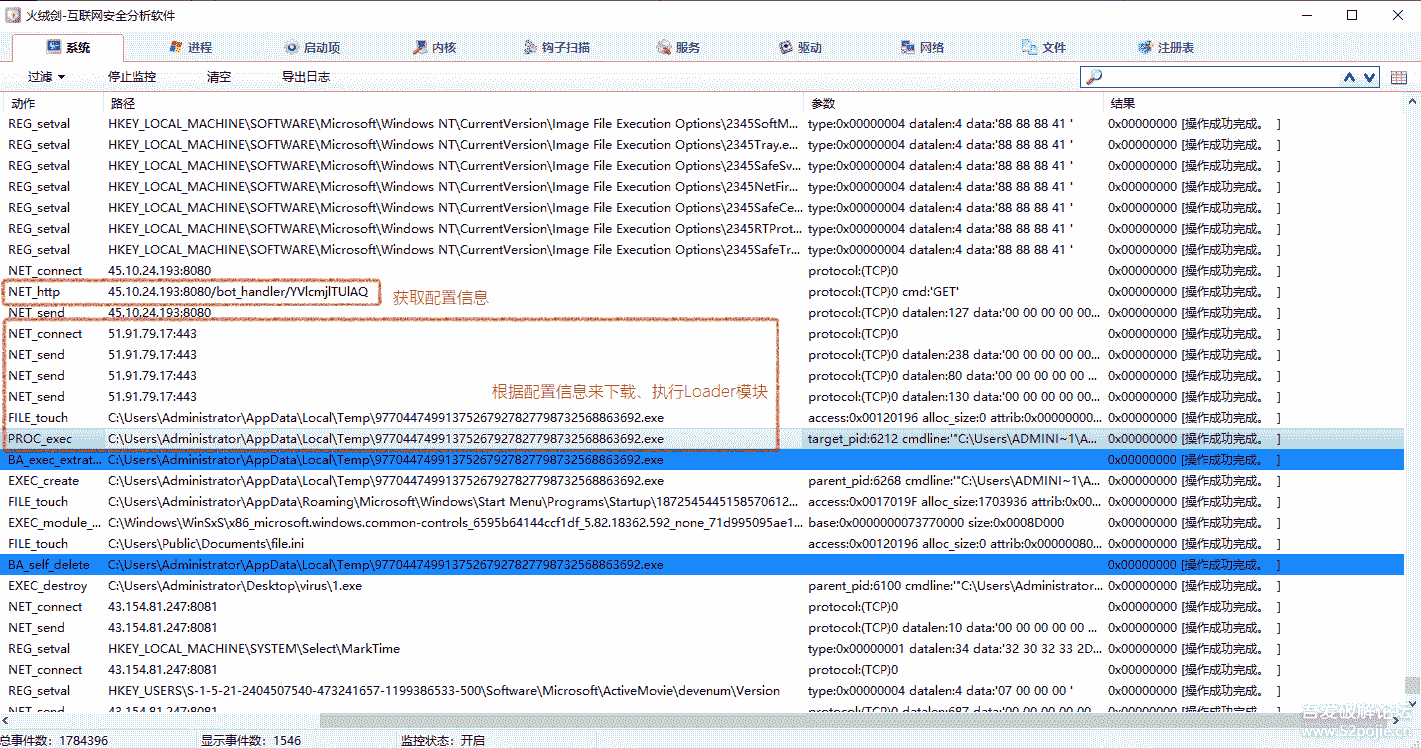 火绒剑-互联网安全分析软件
系统 进程 启动项 内核 钩子扫描 服务 驱动 网络 文件 注册表
过滤 停止监控 清空 导出日志
动作 路径 参数 结果
REG_setval HKEY_LOCAL_MACHINE\SOFTWARE\Microsoft\Windows NT\CurrentVersion\Image File Execution Options\2345SoftM... type:0x00000004 datalen:4 data:'88 88 88 41 ' 0x00000000 [操作成功完成。 ]
REG_setval HKEY_LOCAL_MACHINE\SOFTWARE\Microsoft\Windows NT\CurrentVersion\Image File Execution Options\2345Tray.e... type:0x00000004 datalen:4 data:'88 88 88 41 ' 0x00000000 [操作成功完成。 ]
REG_setval HKEY_LOCAL_MACHINE\SOFTWARE\Microsoft\Windows NT\CurrentVersion\Image File Execution Options\2345SafeSv... type:0x00000004 datalen:4 data:'88 88 88 41 ' 0x00000000 [操作成功完成。 ]
REG_setval HKEY_LOCAL_MACHINE\SOFTWARE\Microsoft\Windows NT\CurrentVersion\Image File Execution Options\2345NetFir... type:0x00000004 datalen:4 data:'88 88 88 41 ' 0x00000000 [操作成功完成。 ]
REG_setval HKEY_LOCAL_MACHINE\SOFTWARE\Microsoft\Windows NT\CurrentVersion\Image File Execution Options\2345SafeCe... type:0x00000004 datalen:4 data:'88 88 88 41 ' 0x00000000 [操作成功完成。 ]
REG_setval HKEY_LOCAL_MACHINE\SOFTWARE\Microsoft\Windows NT\CurrentVersion\Image File Execution Options\2345RTProt... type:0x00000004 datalen:4 data:'88 88 88 41 ' 0x00000000 [操作成功完成。 ]
REG_setval HKEY_LOCAL_MACHINE\SOFTWARE\Microsoft\Windows NT\CurrentVersion\Image File Execution Options\2345SafeTr... type:0x00000004 datalen:4 data:'88 88 88 41 ' 0x00000000 [操作成功完成。 ]
NET_connect 45.10.24.193:8080 protocol:(TCP)0 0x00000000 [操作成功完成。 ]
NET_http 45.10.24.193:8080/bot_handler/YVlcmjlTUlAQ 获取配置信息 protocol:(TCP)0 cmd:'GET' 0x00000000 [操作成功完成。 ]
NET_send 45.10.24.193:8080 protocol:(TCP)0 datalen:127 data:'00 00 00 00 00... 0x00000000 [操作成功完成。 ]
NET_connect 51.91.79.17:443 protocol:(TCP)0 0x00000000 [操作成功完成。 ]
NET_send 51.91.79.17:443 protocol:(TCP)0 datalen:238 data:'00 00 00 00 00... 0x00000000 [操作成功完成。 ]
NET_send 51.91.79.17:443 protocol:(TCP)0 datalen:80 data:'00 00 00 00 00 ... 0x00000000 [操作成功完成。 ]
NET_send 51.91.79.17:443 根据配置信息来下载、执行Loader模块 protocol:(TCP)0 datalen:130 data:'00 00 00 00 00... 0x00000000 [操作成功完成。 ]
FILE_touch C:\Users\Administrator\AppData\Local\Temp\97704474991375267927827798732568863692.exe access:0x00120196 alloc_size:0 attrib:0x00000000... 0x00000000 [操作成功完成。 ]
PROC_exec C:\Users\Administrator\AppData\Local\Temp\97704474991375267927827798732568863692.exe target_pid:6212 cmdline:'"C:\Users\ADMINI~1\A... 0x00000000 [操作成功完成。 ]
BA_exec_extrat... C:\Users\Administrator\AppData\Local\Temp\97704474991375267927827798732568863692.exe 0x00000000 [操作成功完成。 ]
EXEC_create C:\Users\Administrator\AppData\Local\Temp\97704474991375267927827798732568863692.exe parent_pid:6268 cmdline:'"C:\Users\ADMINI~1\A... 0x00000000 [操作成功完成。 ]
FILE_touch C:\Users\Administrator\AppData\Roaming\Microsoft\Windows\Start Menu\Programs\Startup\1872545445158570612... access:0x0017019F alloc_size:1703936 attrib:0x00... 0x00000000 [操作成功完成。 ]
EXEC_module_... C:\Windows\WinSxS\x86_microsoft.windows.common-controls_6595b64144ccf1df_5.82.18362.592_none_71d995095ae1... base:0x0000000073770000 size:0x0008D000 0x00000000 [操作成功完成。 ]
FILE_touch C:\Users\Public\Documents\file.ini access:0x00120196 alloc_size:0 attrib:0x00000080... 0x00000000 [操作成功完成。 ]
BA_self_delete C:\Users\Administrator\AppData\Local\Temp\97704474991375267927827798732568863692.exe 0x00000000 [操作成功完成。 ]
EXEC_destroy C:\Users\Administrator\Desktop\virus\1.exe parent_pid:6100 cmdline:'"C:\Users\Administrator... 0x00000000 [操作成功完成。 ]
NET_connect 43.154.81.247:8081 protocol:(TCP)0 0x00000000 [操作成功完成。 ]
NET_send 43.154.81.247:8081 protocol:(TCP)0 datalen:10 data:'00 00 00 00 00 ... 0x00000000 [操作成功完成。 ]
REG_setval HKEY_LOCAL_MACHINE\SYSTEM\Select\MarkTime type:0x00000001 datalen:34 data:'32 30 32 33 2D... 0x00000000 [操作成功完成。 ]
NET_connect 43.154.81.247:8081 protocol:(TCP)0 0x00000000 [操作成功完成。 ]
REG_setval HKEY_USERS\S-1-5-21-2404507540-473241657-1199386533-500\Software\Microsoft\ActiveMovie\devenum\Version type:0x00000004 datalen:4 data:'07 00 00 00 ' 0x00000000 [操作成功完成。 ]
NET_send 43.154.81.247:8081 protocol:(TCP)0 datalen:687 data:'00 00 00 00 00... 0x00000000 [操作成功完成。 ]
吾爱破解论坛
www.52pojie.cn
总事件数: 1784396 显示事件数: 1546 监控状态: 开启